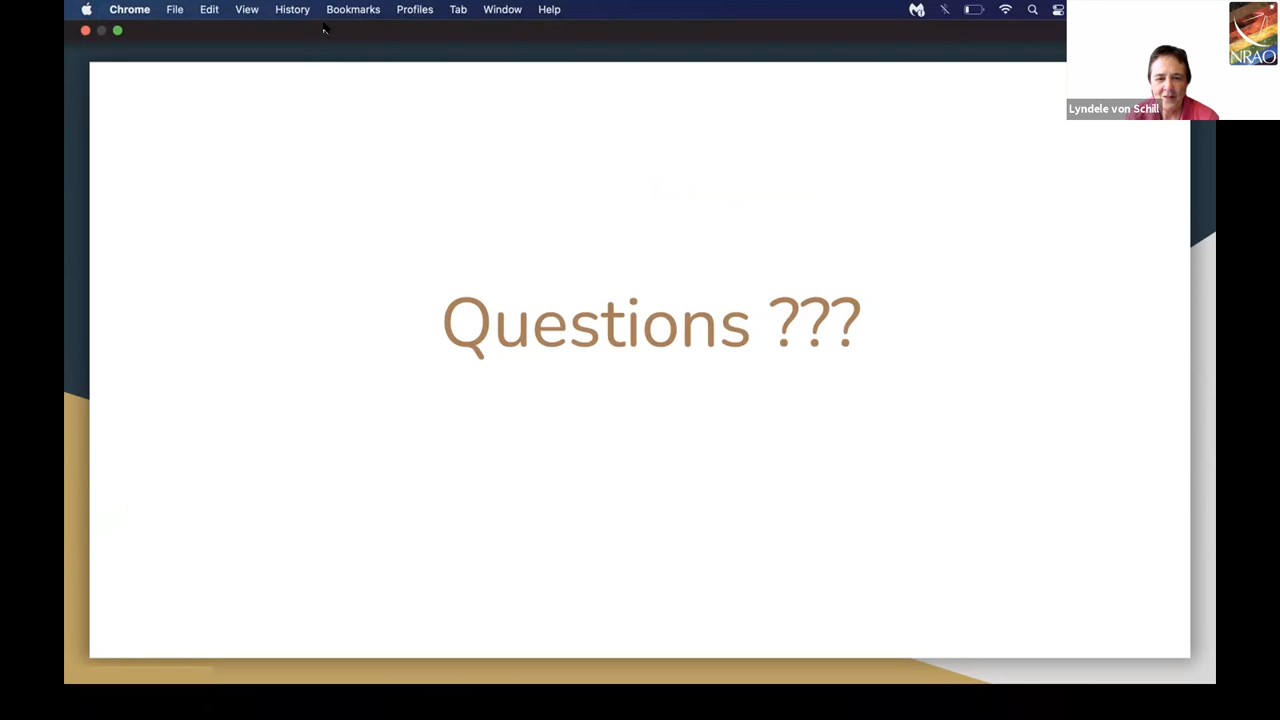 Chrome File Edit View History Bookmarks Profiles Tab Window Help
NRAO
Lyndele von Schill
Questions ???